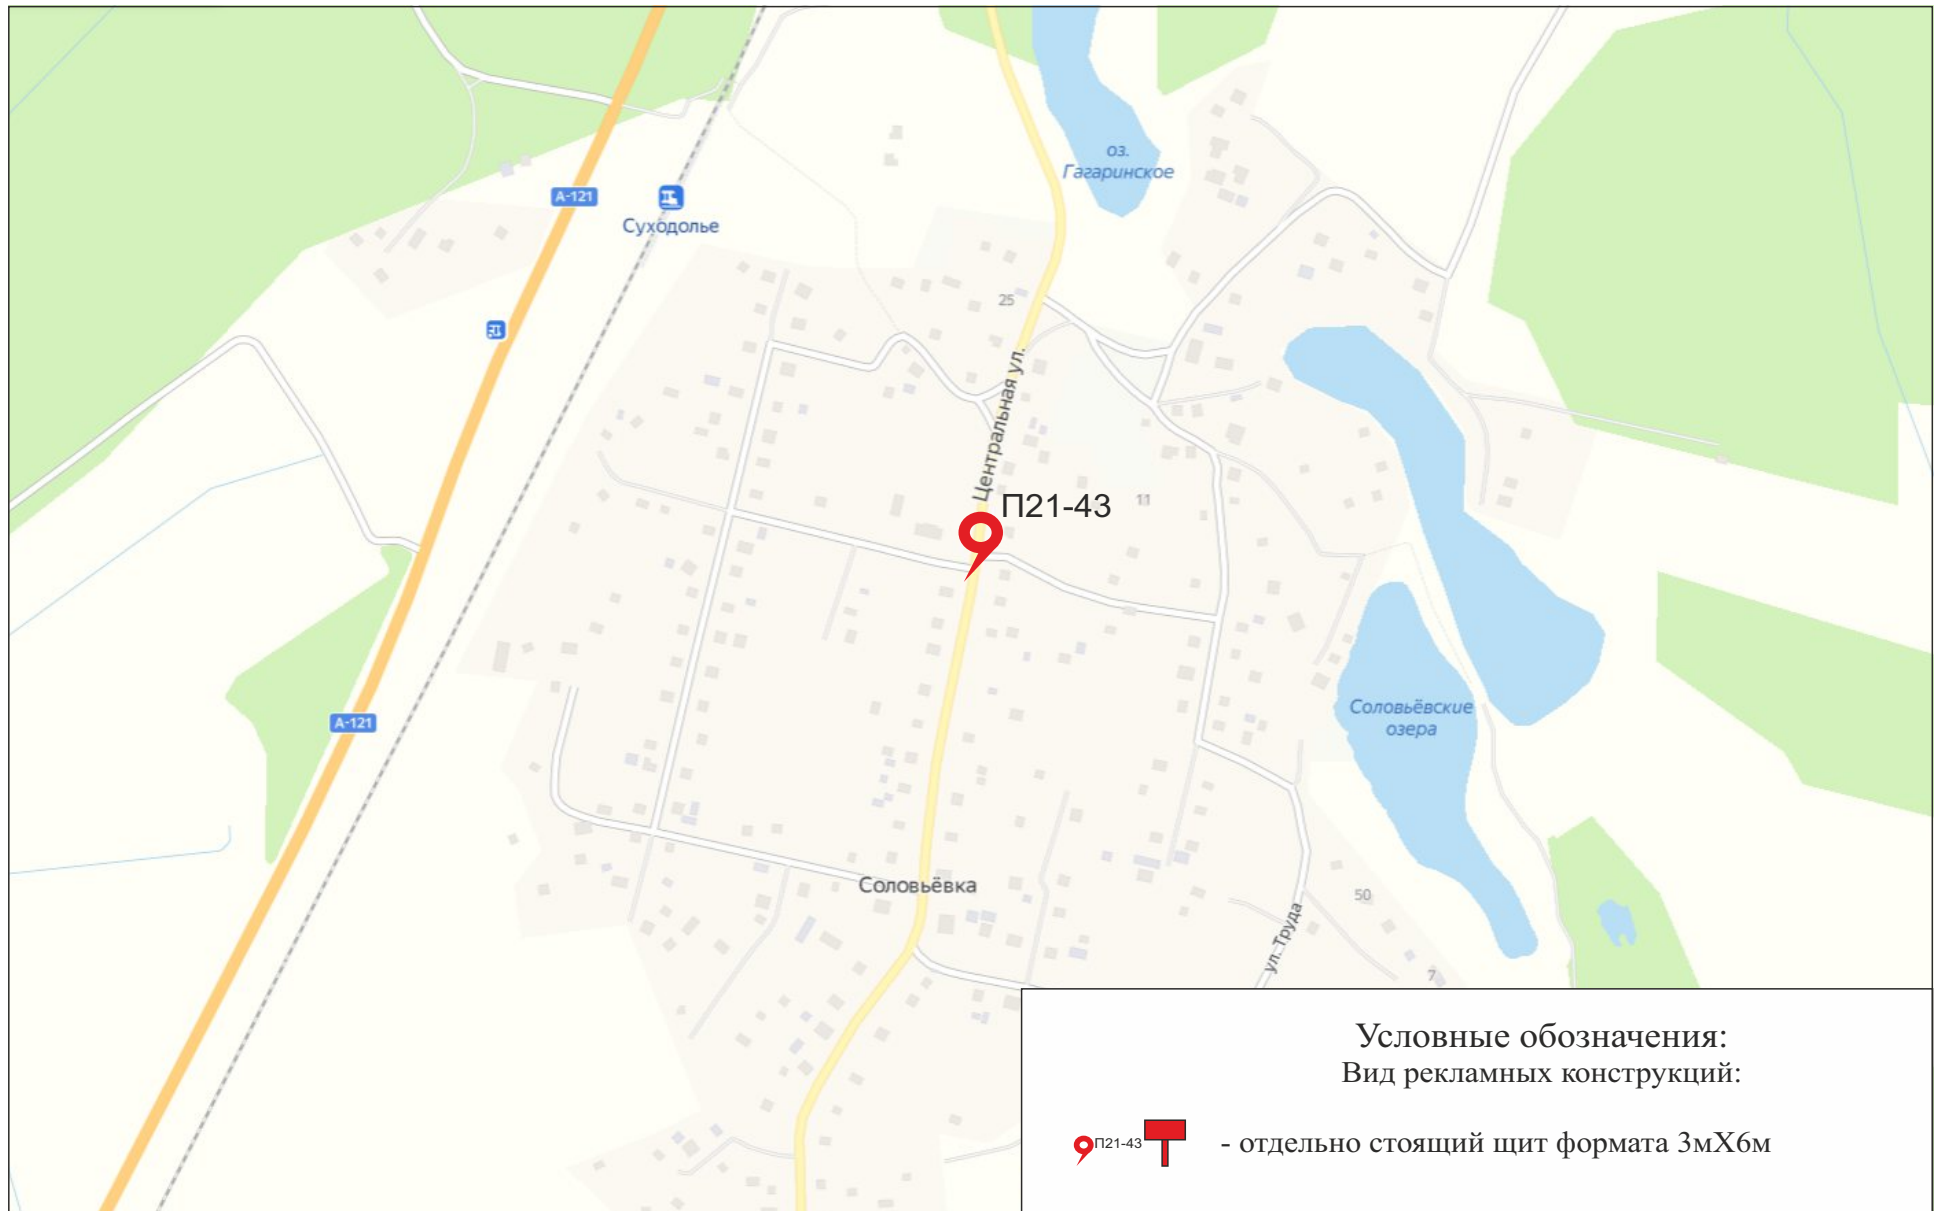 оз.
Гагаринское
А-121
Суходолье
25
Центральная ул.
П21-43
11
Соловьёвские
озера
А-121
Соловьёвка
50
ул. Труда
7
Условные обозначения:
Вид рекламных конструкций:
П21-43
- отдельно стоящий щит формата 3мХ6м